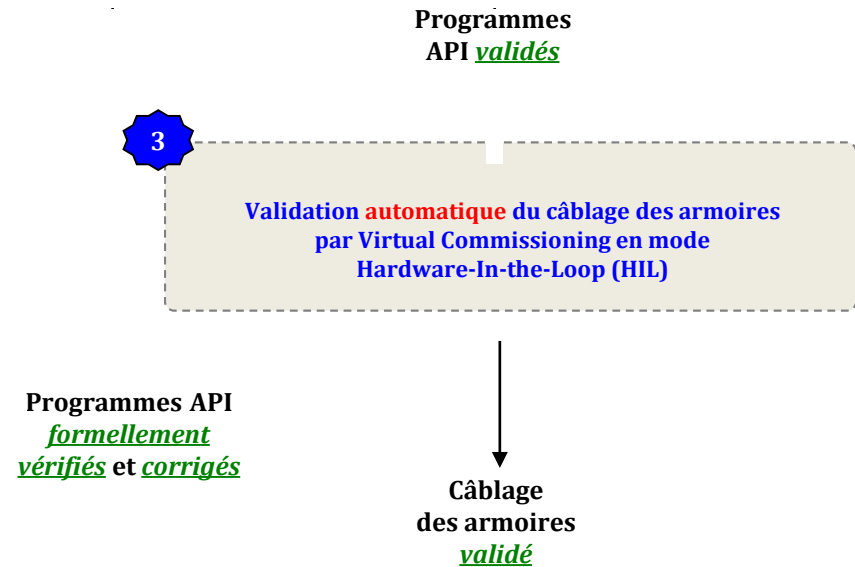 Programmes
API validés
3
Validation automatique du câblage des armoires
par Virtual Commissioning en mode
Hardware-In-the-Loop (HIL)
Programmes API
formellement
vérifiés et corrigés
Câblage
des armoires
validé